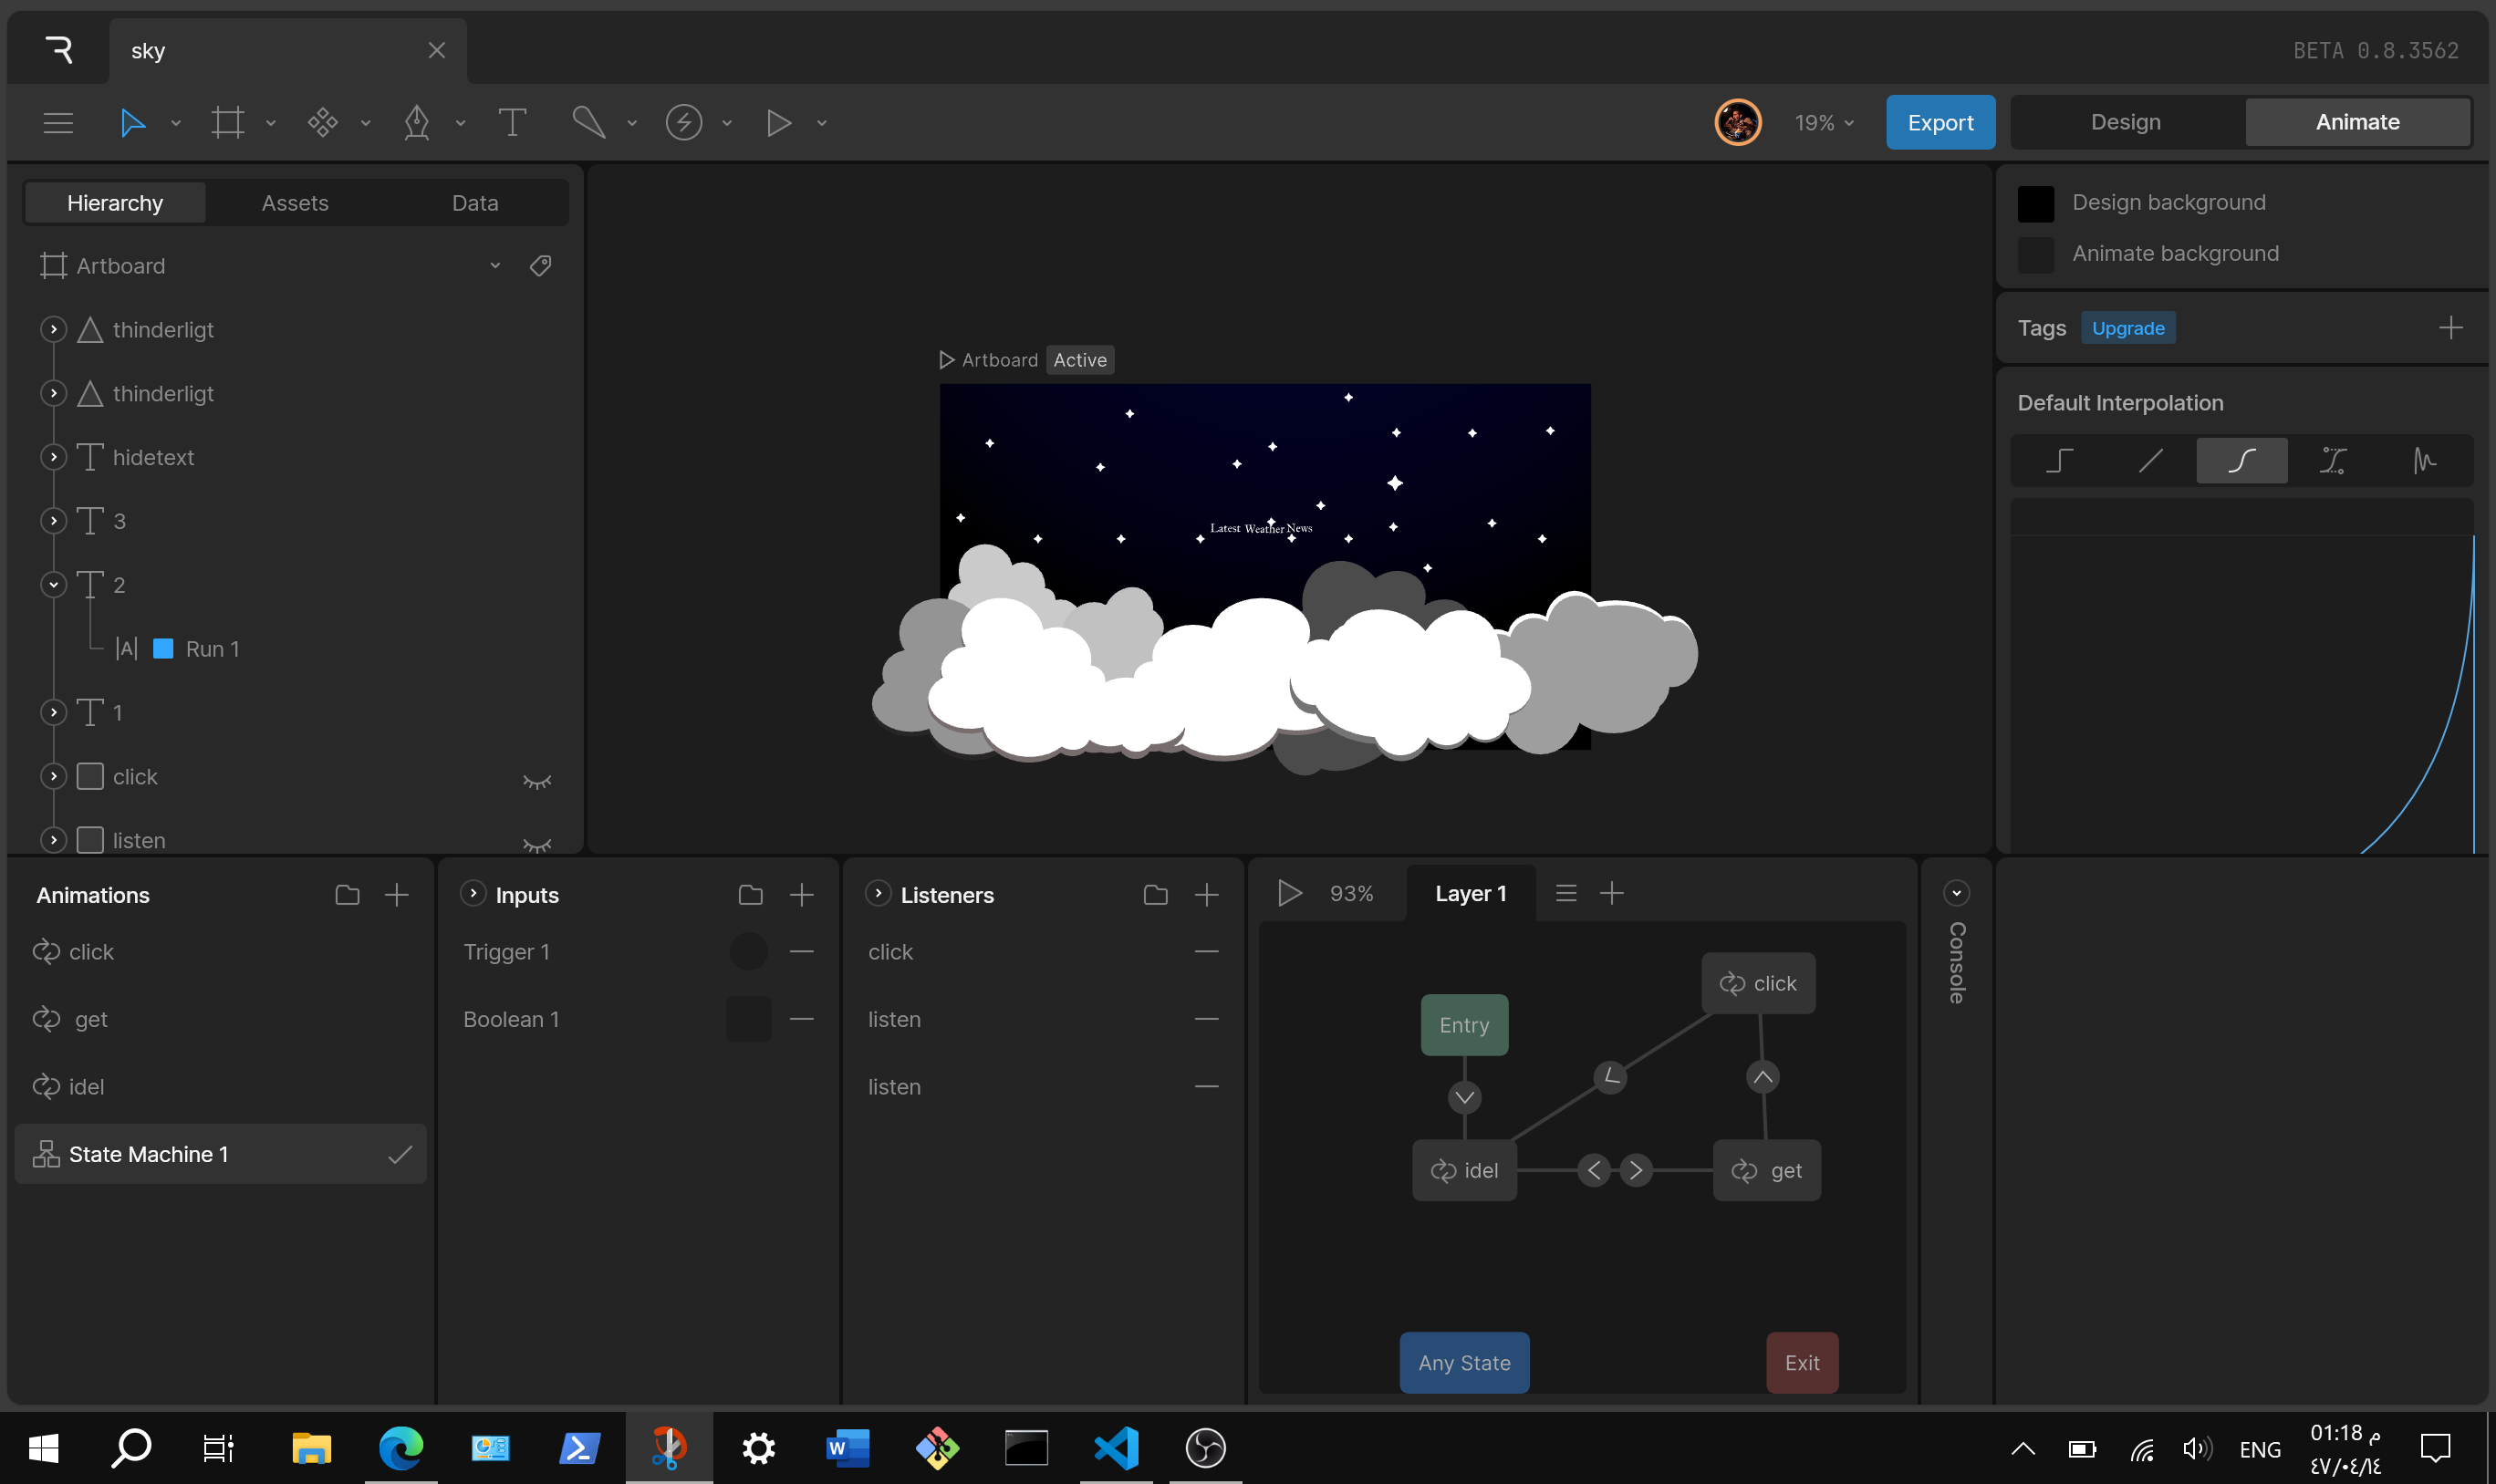 sky
BETA 0.8.3562
19%
Export
Design
Animate
Hierarchy
Assets
Data
Artboard
thinderligt
thinderligt
hidetext
3
2
|A| Run 1
1
click
listen
Artboard Active
Latest Weather News
Design background
Animate background
Tags Upgrade
Default Interpolation
Animations
click
get
idel
State Machine 1
Inputs
Trigger 1
Boolean 1
Listeners
click
listen
listen
93%
Layer 1
Entry
click
idel
get
Any State
Exit
Console
ENG
01:18 م
٤٧/٠٤/١٤